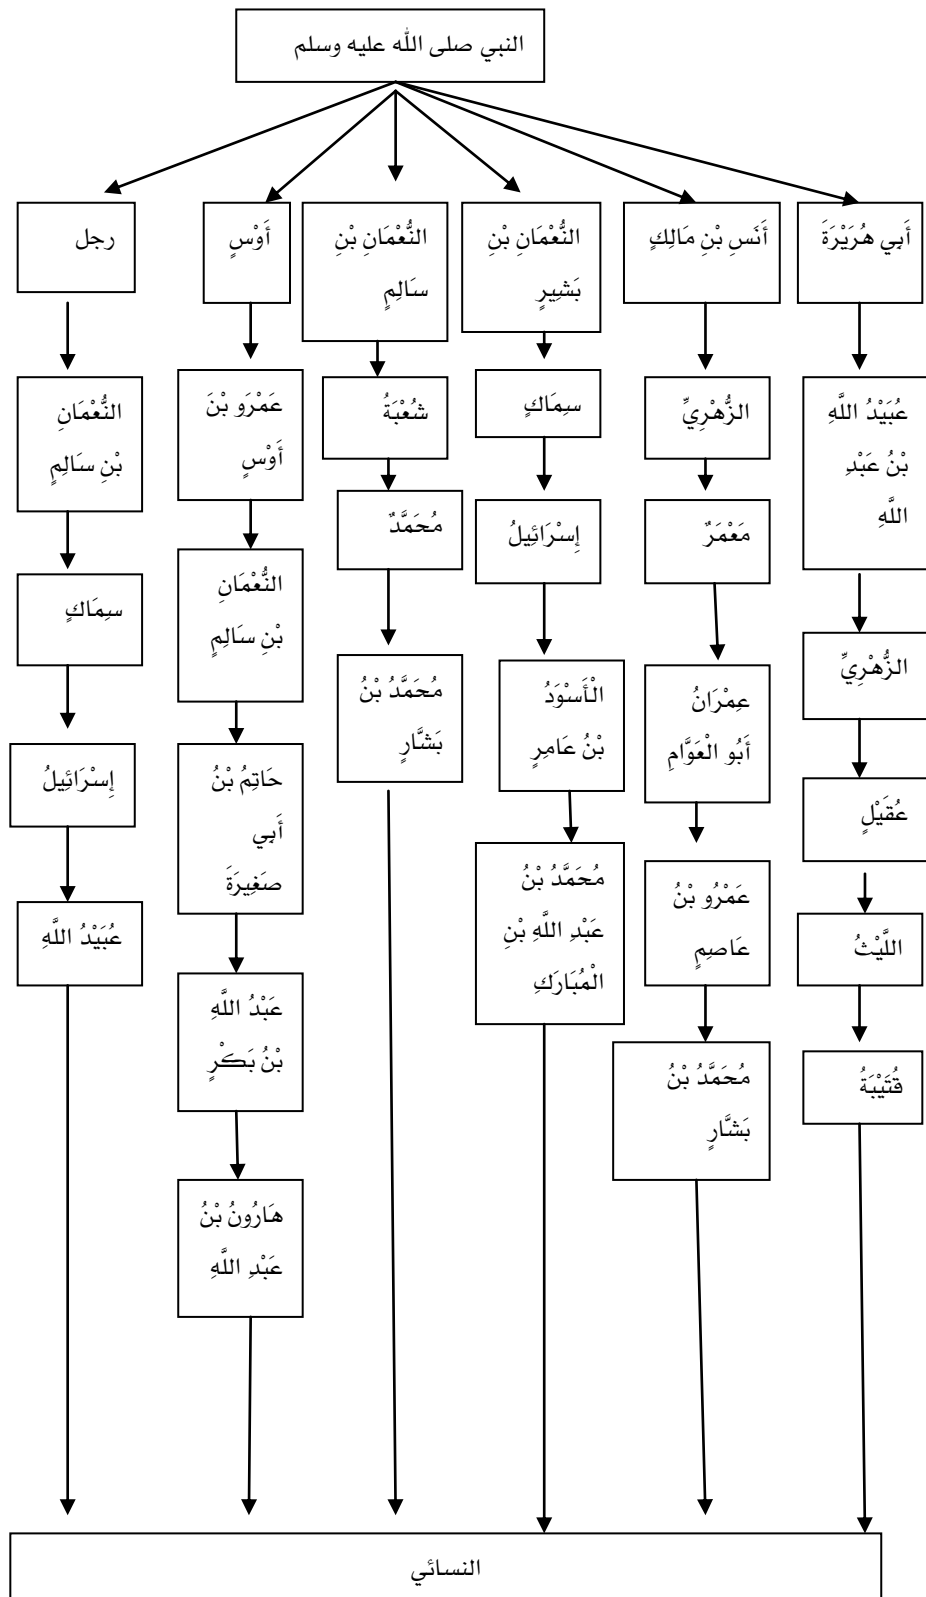 النبي صلى الله عليه وسلم
أَبِي هُرَيْرَةَ
عُبَيْدُ اللَّهِ
بْنُ عَبْدِ
اللَّهِ
الزُّهْرِيِّ
عُقَيْلٍ
اللَّيْثُ
قُتَيْبَةُ
أَنَسِ بْنِ مَالِكٍ
الزُّهْرِيِّ
مَعْمَرٌ
عِمْرَانُ
أَبُو الْعَوَّامِ
عَمْرُو بْنُ
عَاصِمٍ
مُحَمَّدُ بْنُ
بَشَّارٍ
النُّعْمَانِ بْنِ
بَشِيرٍ
سِمَاكٍ
إِسْرَائِيلُ
الْأَسْوَدُ
بْنُ عَامِرٍ
مُحَمَّدُ بْنُ
عَبْدِ اللَّهِ بْنِ
الْمُبَارَكِ
النُّعْمَانِ بْنِ
سَالِمٍ
شُعْبَةُ
مُحَمَّدٌ
مُحَمَّدُ بْنُ
بَشَّارٍ
أَوْسٍ
عَمْرَو بْنَ
أَوْسٍ
النُّعْمَانِ
بْنِ سَالِمٍ
حَاتِمُ بْنُ
أَبِي
صَغِيرَةَ
عَبْدُ اللَّهِ
بْنُ بَكْرٍ
هَارُونُ بْنُ
عَبْدِ اللَّهِ
رجل
النُّعْمَانِ
بْنِ سَالِمٍ
سِمَاكٍ
إِسْرَائِيلُ
عُبَيْدُ اللَّهِ
النسائي